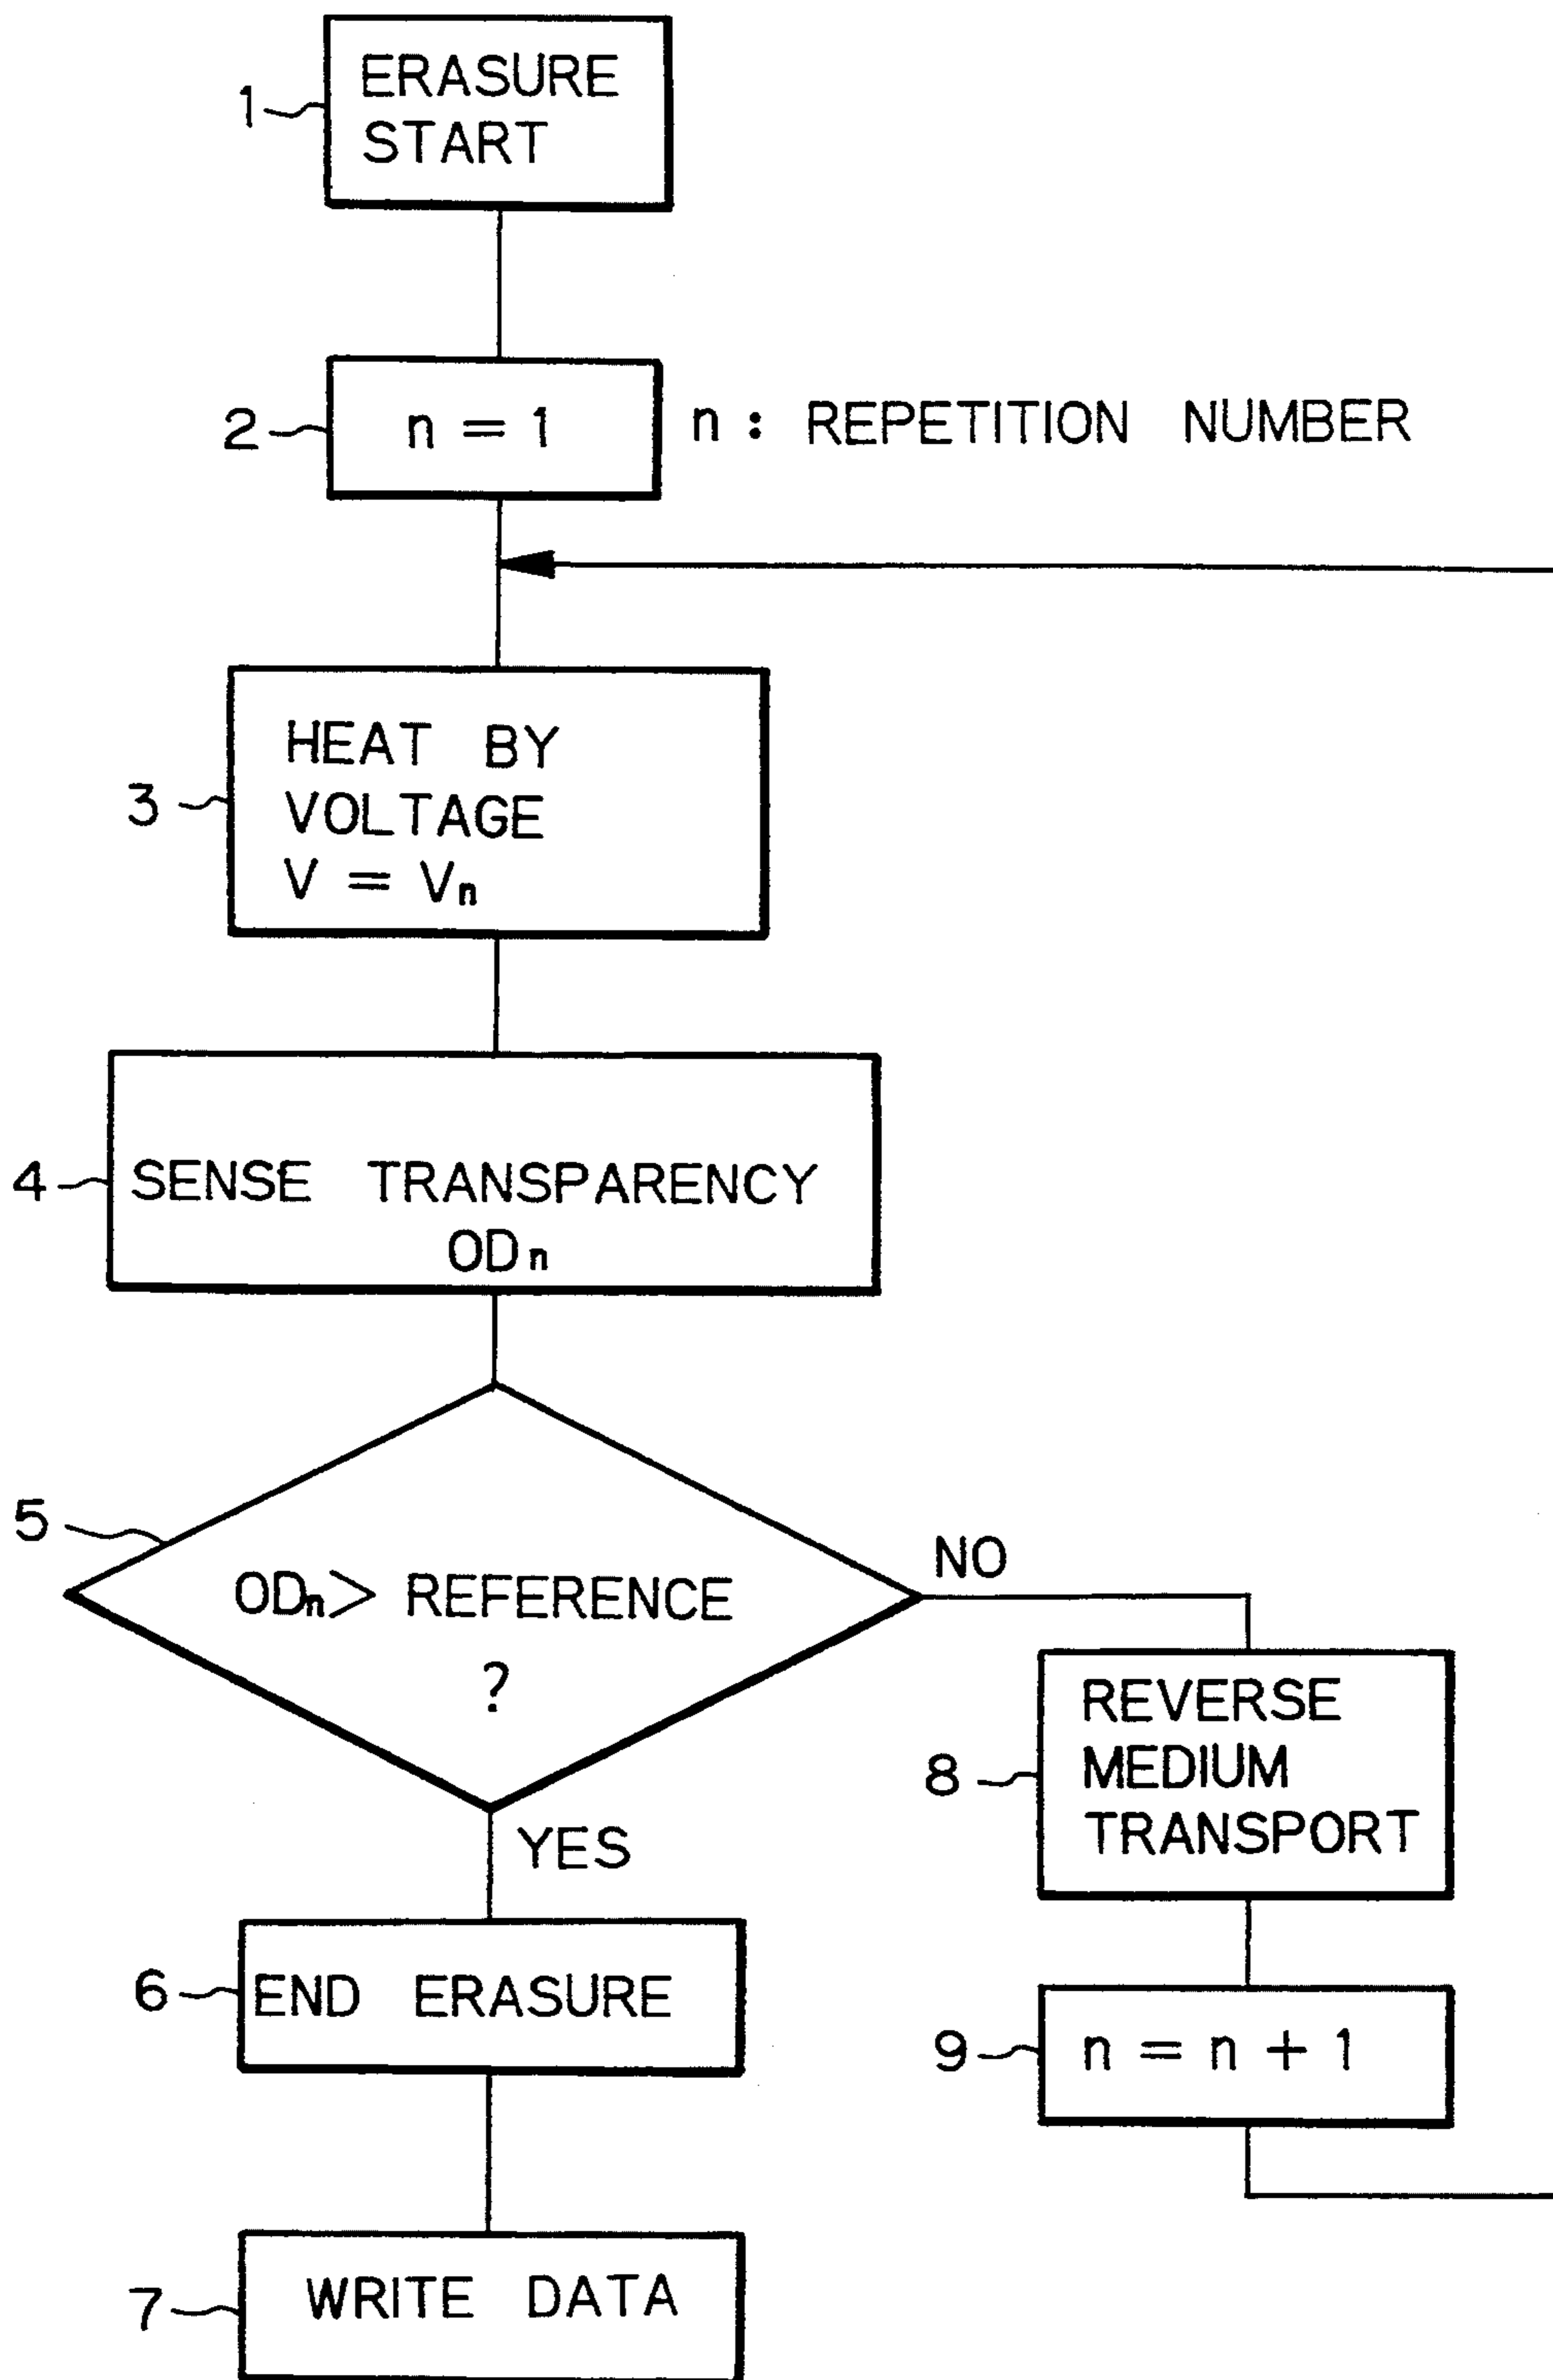 1
ERASURE
START
2
n = 1
n : REPETITION NUMBER
3
HEAT BY
VOLTAGE
V = Vn
4
SENSE TRANSPARENCY
ODn
5
ODn> REFERENCE
?
NO
YES
8
REVERSE
MEDIUM
TRANSPORT
6
END ERASURE
9
n = n + 1
7
WRITE DATA